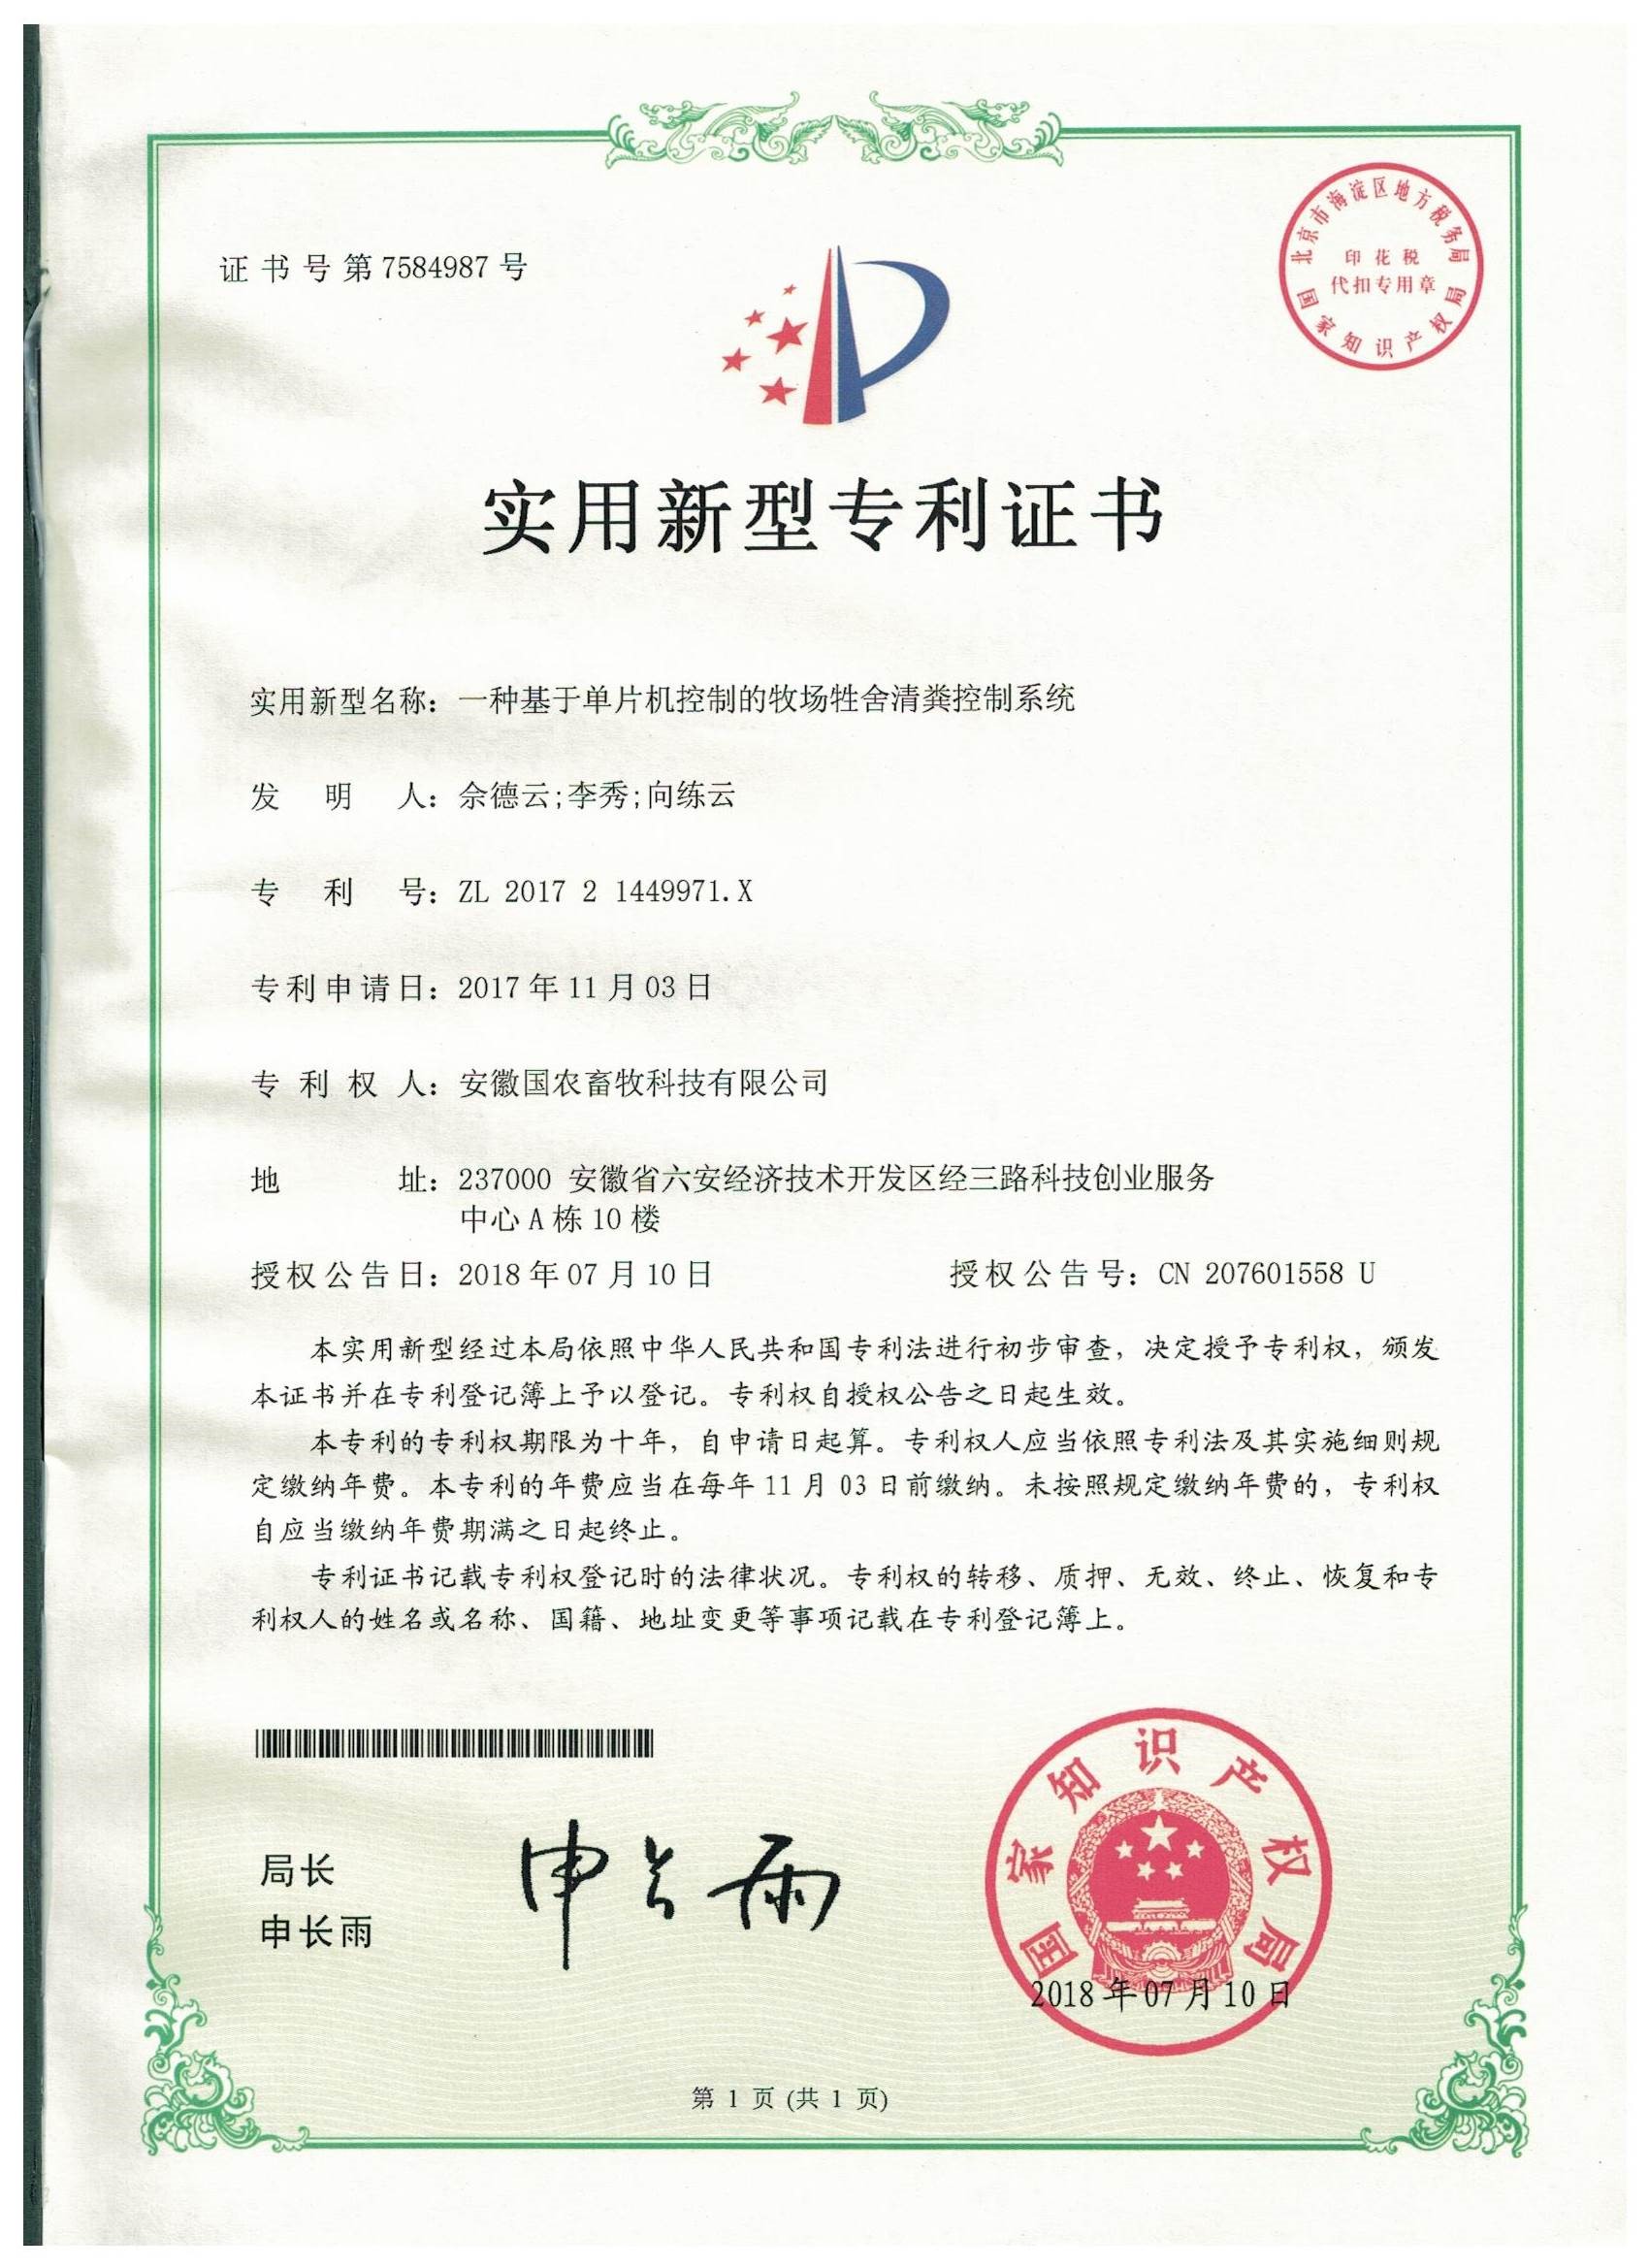 证书号第7584987号
北京市海淀区地方税务局
印花税
代扣专用章
国家知识产权局
实用新型专利证书
实用新型名称：一种基于单片机控制的牧场牲舍清粪控制系统
发明人：佘德云;李秀;向练云
专利号：ZL 2017 2 1449971.X
专利申请日：2017年11月03日
专利权人：安徽国农畜牧科技有限公司
地址：237000 安徽省六安经济技术开发区经三路科技创业服务
中心A栋10楼
授权公告日：2018年07月10日 授权公告号：CN 207601558 U
本实用新型经过本局依照中华人民共和国专利法进行初步审查，决定授予专利权，颁发
本证书并在专利登记簿上予以登记。专利权自授权公告之日起生效。
本专利的专利权期限为十年，自申请日起算。专利权人应当依照专利法及其实施细则规
定缴纳年费。本专利的年费应当在每年11月03日前缴纳。未按照规定缴纳年费的，专利权
自应当缴纳年费期满之日起终止。
专利证书记载专利权登记时的法律状况。专利权的转移、质押、无效、终止、恢复和专
利权人的姓名或名称、国籍、地址变更等事项记载在专利登记簿上。
局长
申长雨
申长雨
国家知识产权局
2018年07月10日
第 1 页 (共 1 页)